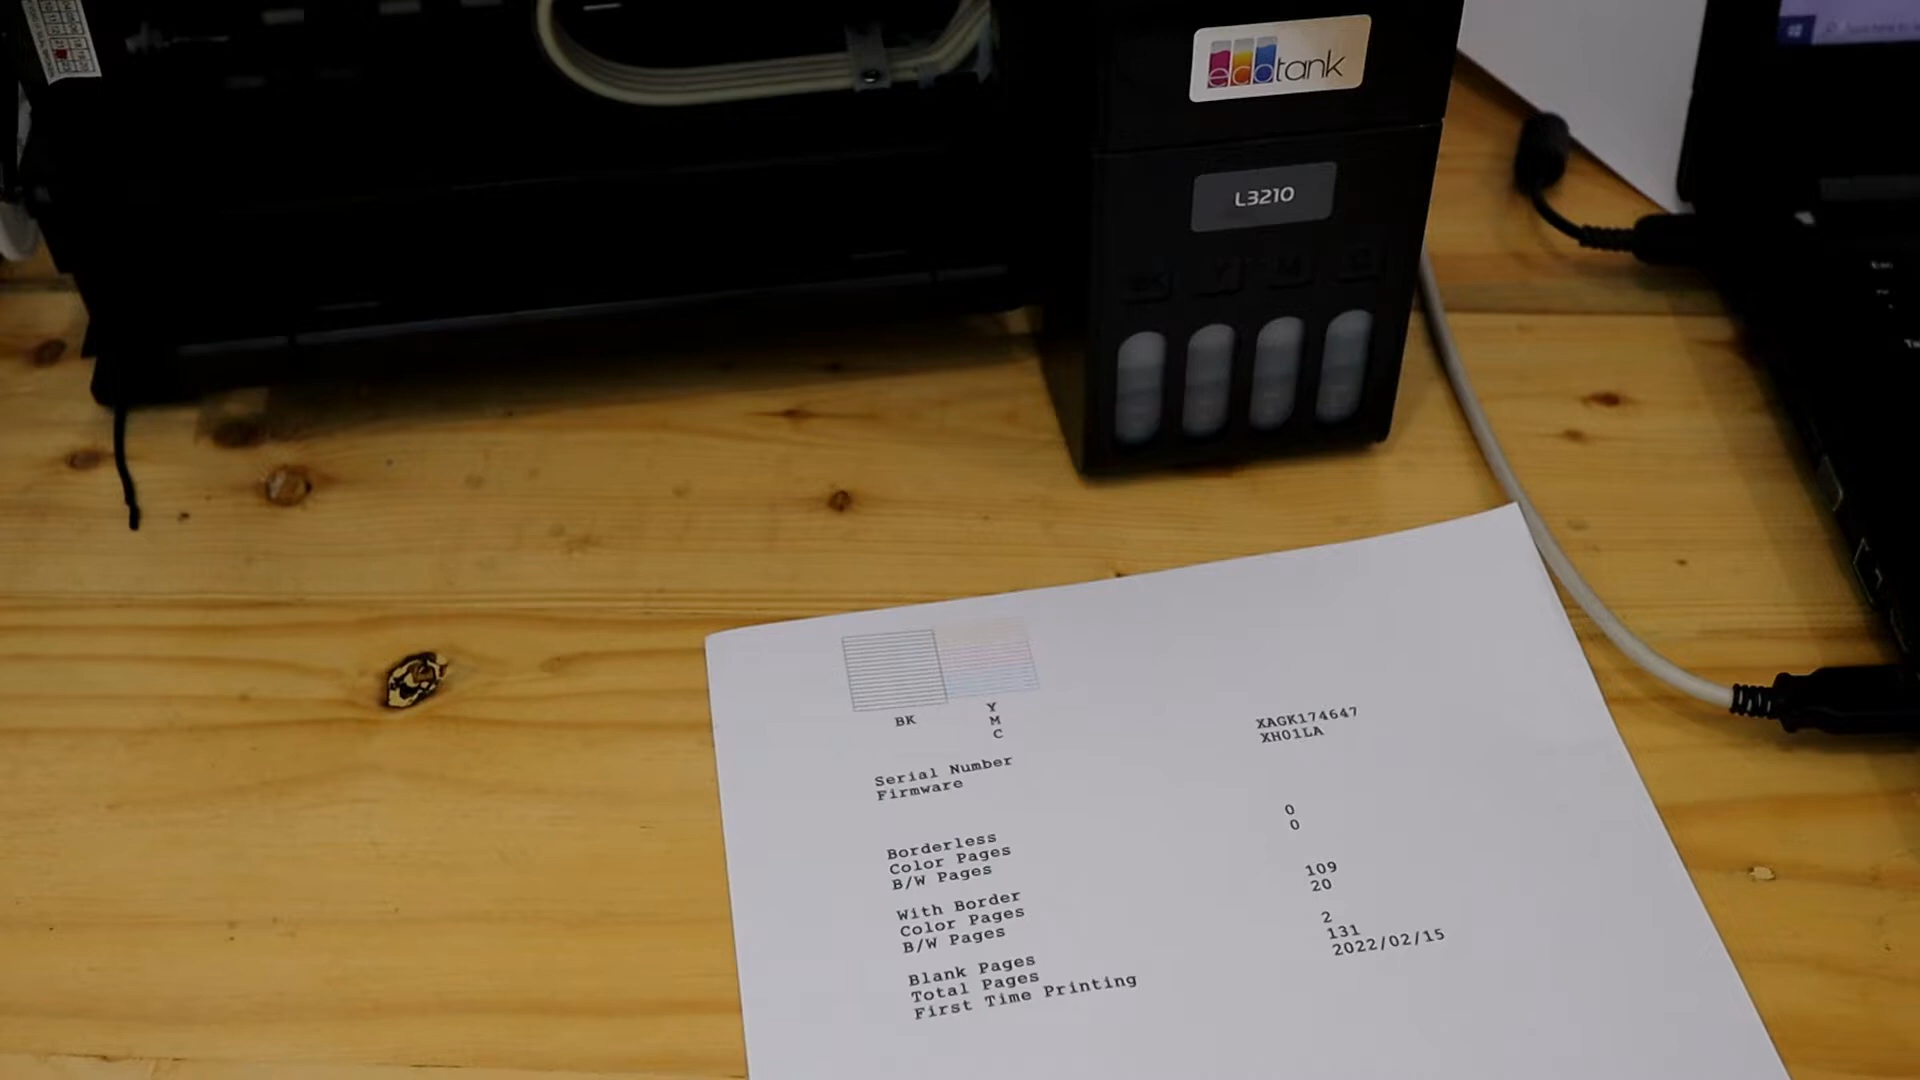 ecotank
L3210
BK
Y
M
C
Serial Number XAGK174647
Firmware XH01LA
Borderless
Color Pages 0
B/W Pages 0
With Border
Color Pages 109
B/W Pages 20
Blank Pages 2
Total Pages 131
First Time Printing 2022/02/15